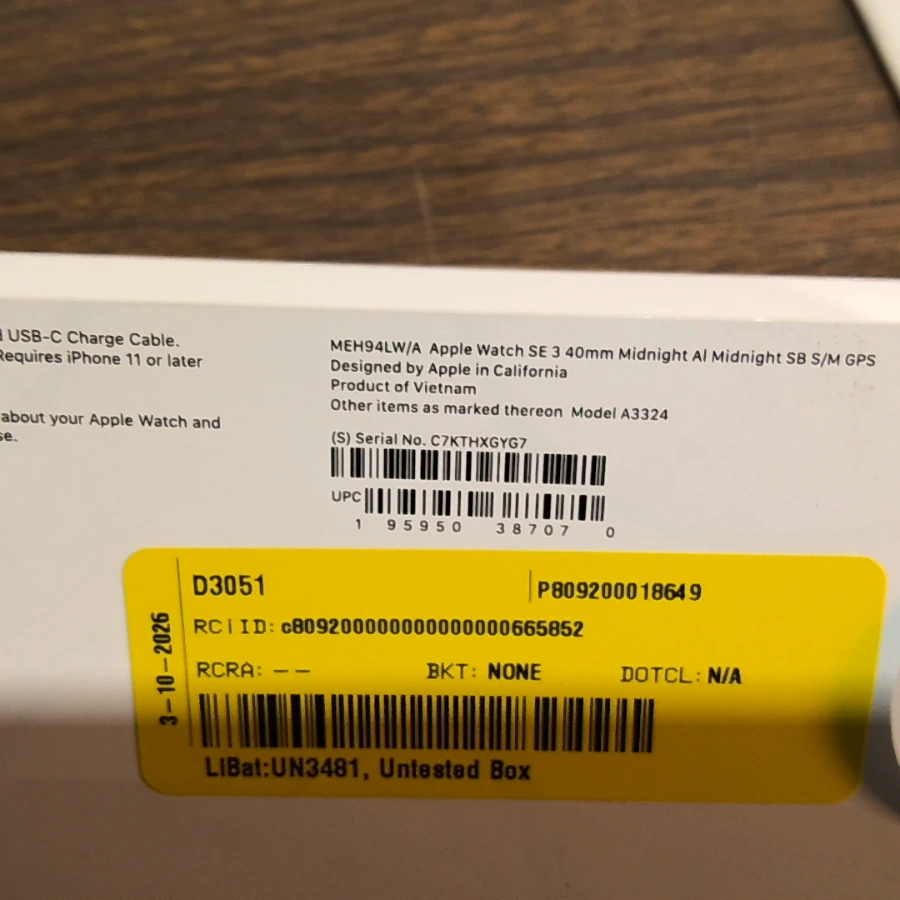 USB-C Charge Cable.
Requires iPhone 11 or later
about your Apple Watch and
se.
MEH94LW/A Apple Watch SE 3 40mm Midnight Al Midnight SB S/M GPS
Designed by Apple in California
Product of Vietnam
Other items as marked thereon Model A3324
(S) Serial No. C7KTHXGYG7
UPC
1 95950 38707 0
3-10-2026
D3051
P809200018649
RCiID: c8092000000000000000665852
RCRA: -- BKT: NONE DOTCL: N/A
LiBat:UN3481, Untested Box